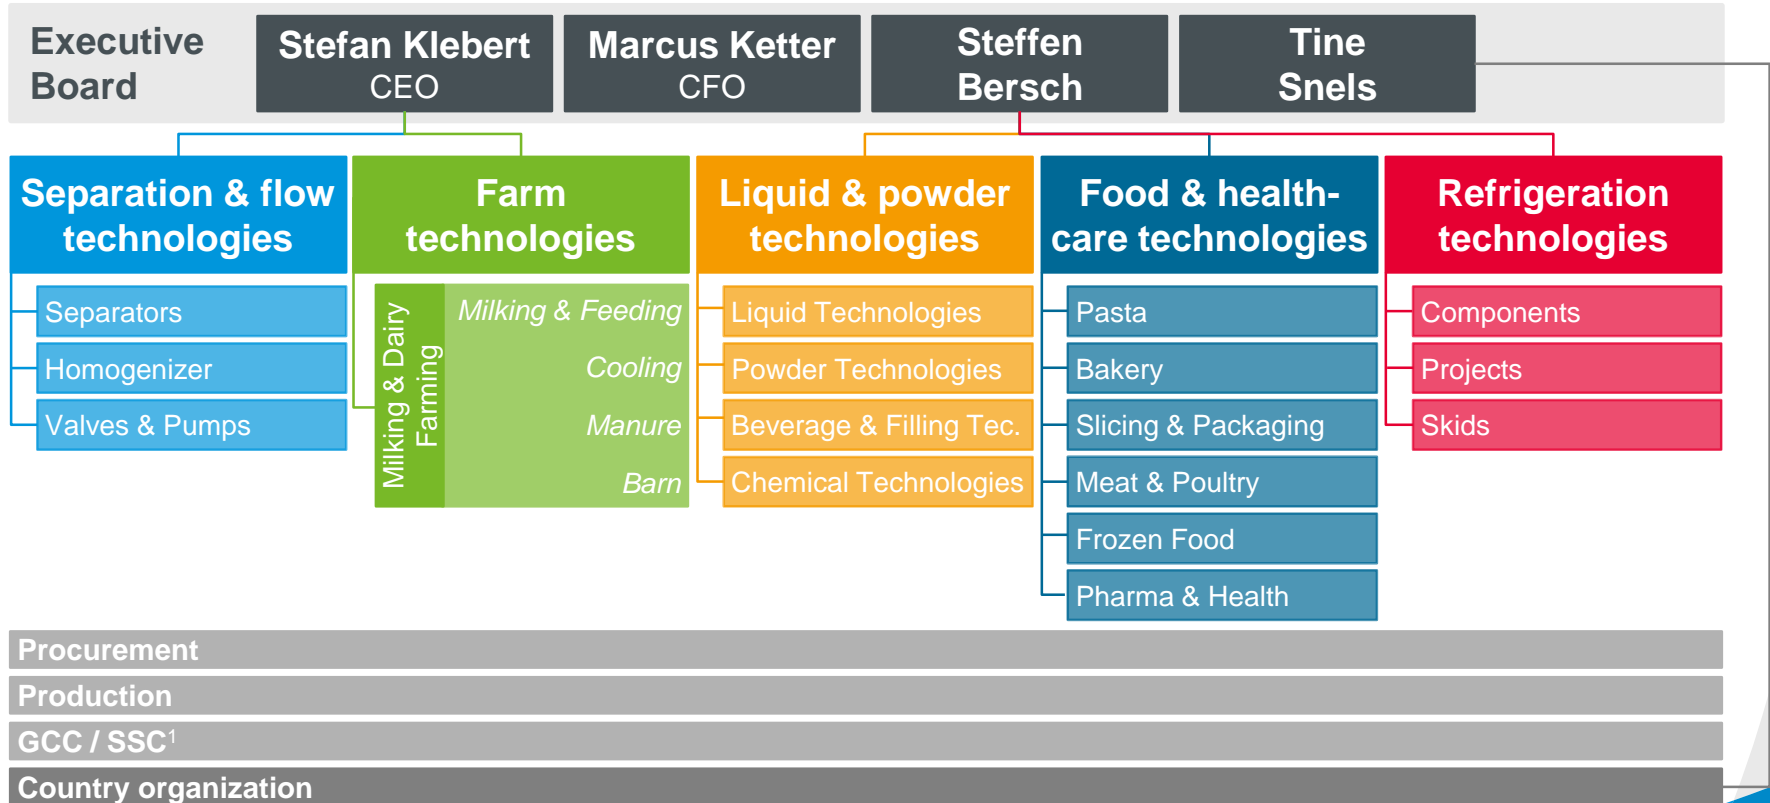 Executive
Board
Stefan Klebert
CEO
Marcus Ketter
CFO
Steffen
Bersch
Tine
Snels
Separation & flow
technologies
Separators
Homogenizer
Valves & Pumps
Farm
technologies
Milking & Dairy
Farming
Milking & Feeding
Cooling
Manure
Barn
Liquid & powder
technologies
Liquid Technologies
Powder Technologies
Beverage & Filling Tec.
Chemical Technologies
Food & health-
care technologies
Pasta
Bakery
Slicing & Packaging
Meat & Poultry
Frozen Food
Pharma & Health
Refrigeration
technologies
Components
Projects
Skids
Procurement
Production
GCC / SSC¹
Country organization